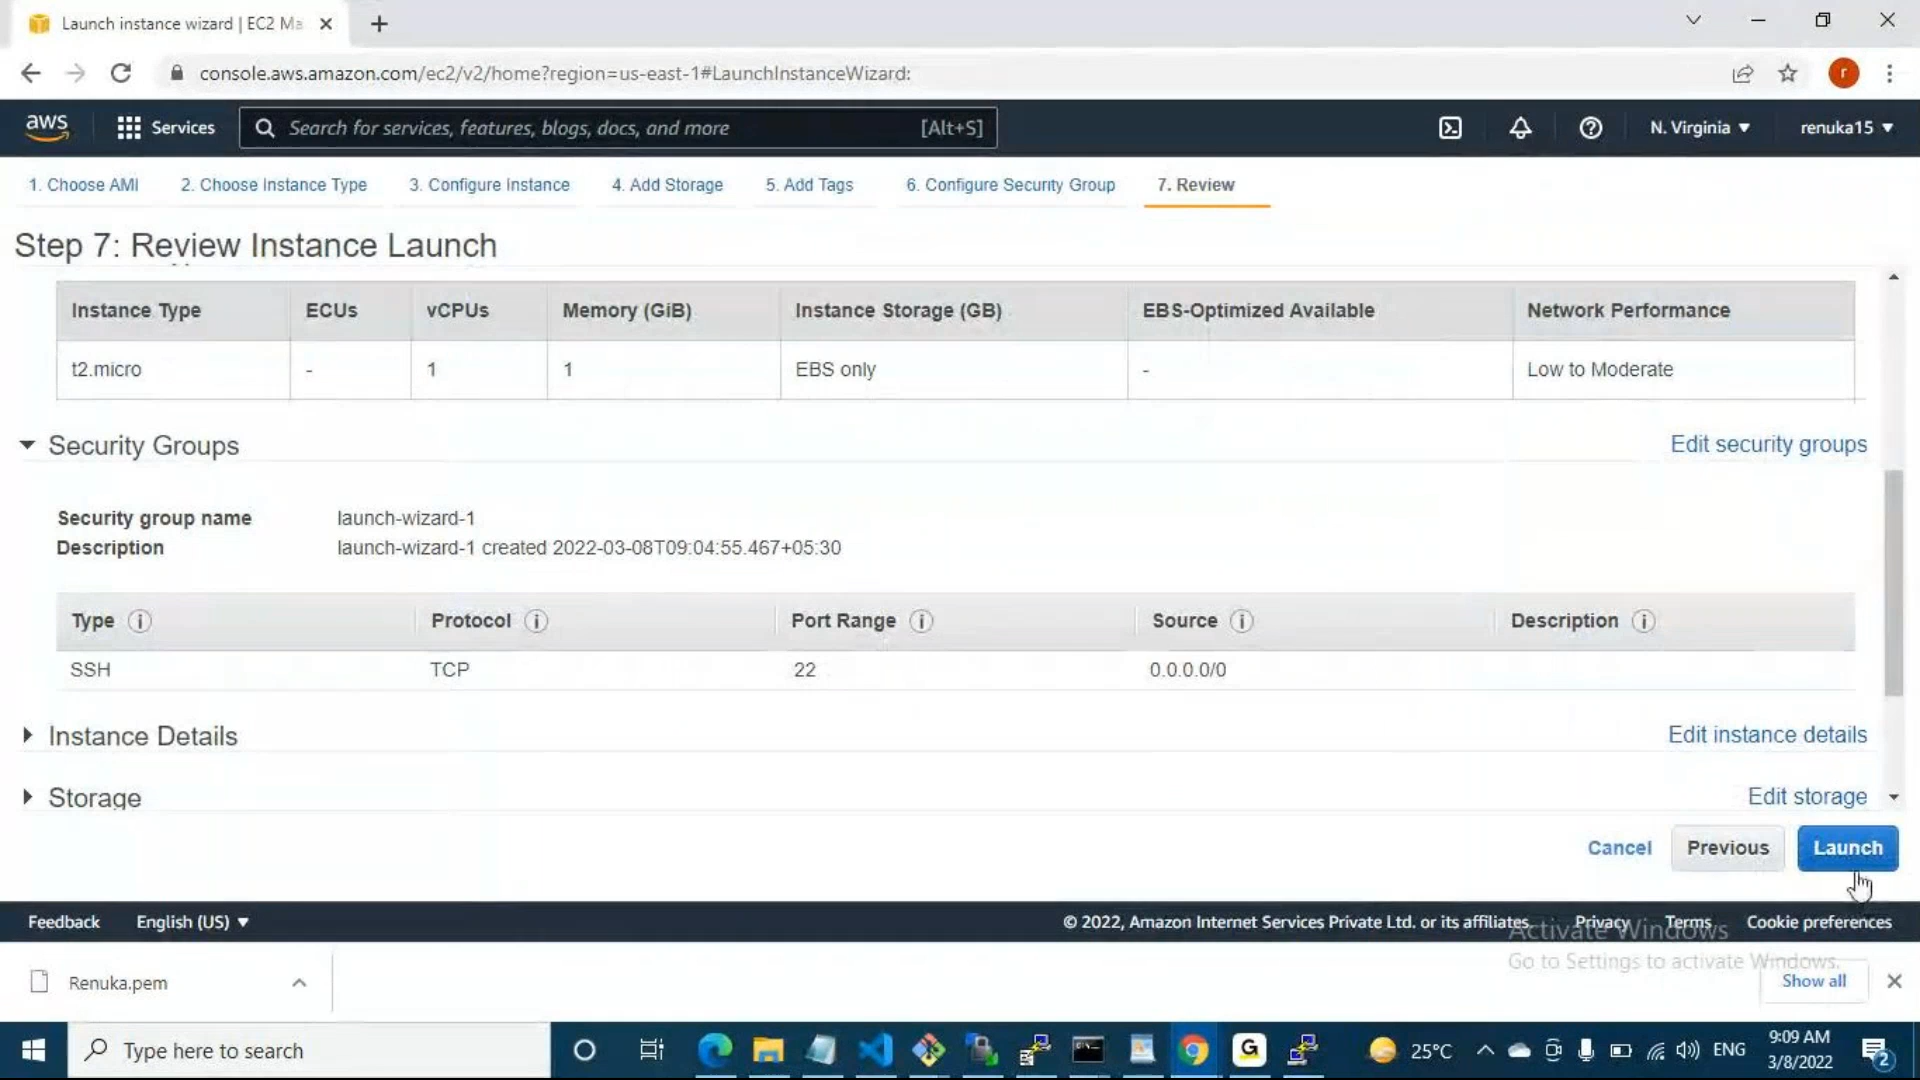 Launch instance wizard | EC2 Ma
console.aws.amazon.com/ec2/v2/home?region=us-east-1#LaunchInstanceWizard:
r
aws Services Search for services, features, blogs, docs, and more [Alt+S] N. Virginia ▼ renuka15 ▼
1. Choose AMI 2. Choose Instance Type 3. Configure Instance 4. Add Storage 5. Add Tags 6. Configure Security Group 7. Review
Step 7: Review Instance Launch
Instance Type ECUs vCPUs Memory (GiB) Instance Storage (GB) EBS-Optimized Available Network Performance
t2.micro - 1 1 EBS only - Low to Moderate
Security Groups Edit security groups
Security group name launch-wizard-1
Description launch-wizard-1 created 2022-03-08T09:04:55.467+05:30
Type Protocol Port Range Source Description
SSH TCP 22 0.0.0.0/0
Instance Details Edit instance details
Storage Edit storage
Cancel Previous Launch
Feedback English (US) ▼ © 2022, Amazon Internet Services Private Ltd. or its affiliates. Privacy Terms Cookie preferences
Activate Windows
Go to Settings to activate Windows.
Renuka.pem Show all
Type here to search G 25°C ENG 9:09 AM
3/8/2022 2